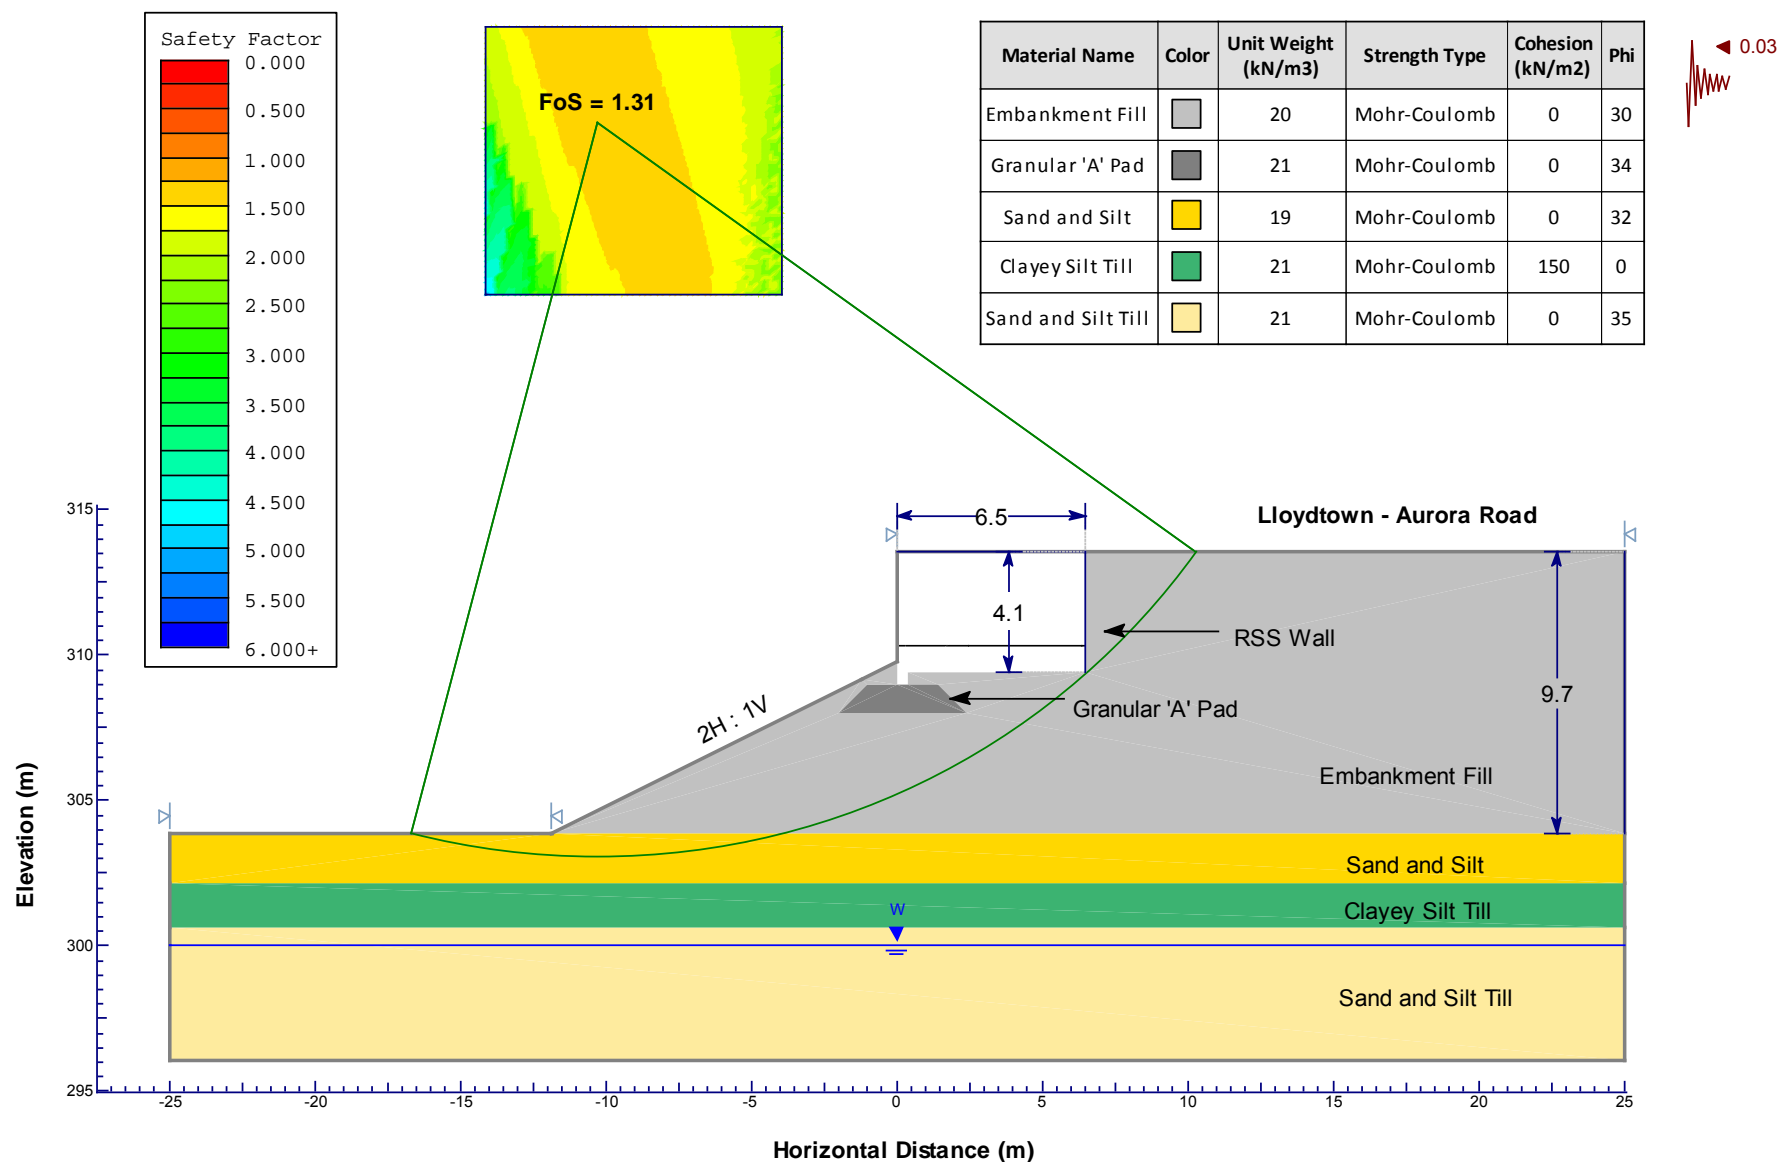 Safety Factor
0.000
0.500
1.000
1.500
2.000
2.500
3.000
3.500
4.000
4.500
5.000
5.500
6.000+
FoS = 1.31
Material Name Color Unit Weight (kN/m3) Strength Type Cohesion (kN/m2) Phi
Embankment Fill 20 Mohr-Coulomb 0 30
Granular 'A' Pad 21 Mohr-Coulomb 0 34
Sand and Silt 19 Mohr-Coulomb 0 32
Clayey Silt Till 21 Mohr-Coulomb 150 0
Sand and Silt Till 21 Mohr-Coulomb 0 35
0.03
Lloydtown - Aurora Road
6.5
4.1
RSS Wall
9.7
2H : 1V
Granular 'A' Pad
Embankment Fill
Sand and Silt
Clayey Silt Till
W
Sand and Silt Till
Elevation (m)
315
310
305
300
295
-25 -20 -15 -10 -5 0 5 10 15 20 25
Horizontal Distance (m)